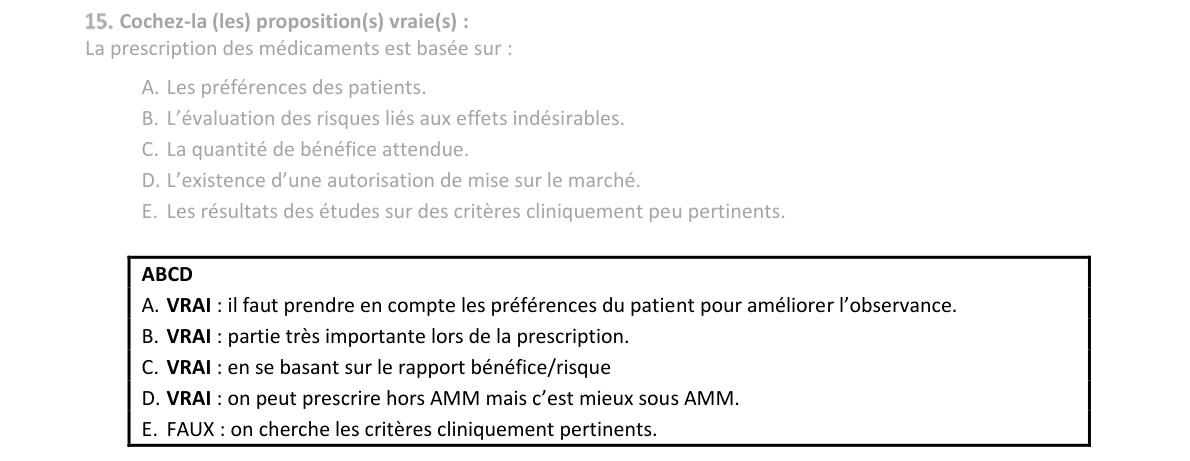 15. Cochez-la (les) proposition(s) vraie(s) :
La prescription des médicaments est basée sur :
A. Les préférences des patients.
B. L’évaluation des risques liés aux effets indésirables.
C. La quantité de bénéfice attendue.
D. L’existence d’une autorisation de mise sur le marché.
E. Les résultats des études sur des critères cliniquement peu pertinents.
ABCD
A. VRAI : il faut prendre en compte les préférences du patient pour améliorer l’observance.
B. VRAI : partie très importante lors de la prescription.
C. VRAI : en se basant sur le rapport bénéfice/risque
D. VRAI : on peut prescrire hors AMM mais c’est mieux sous AMM.
E. FAUX : on cherche les critères cliniquement pertinents.